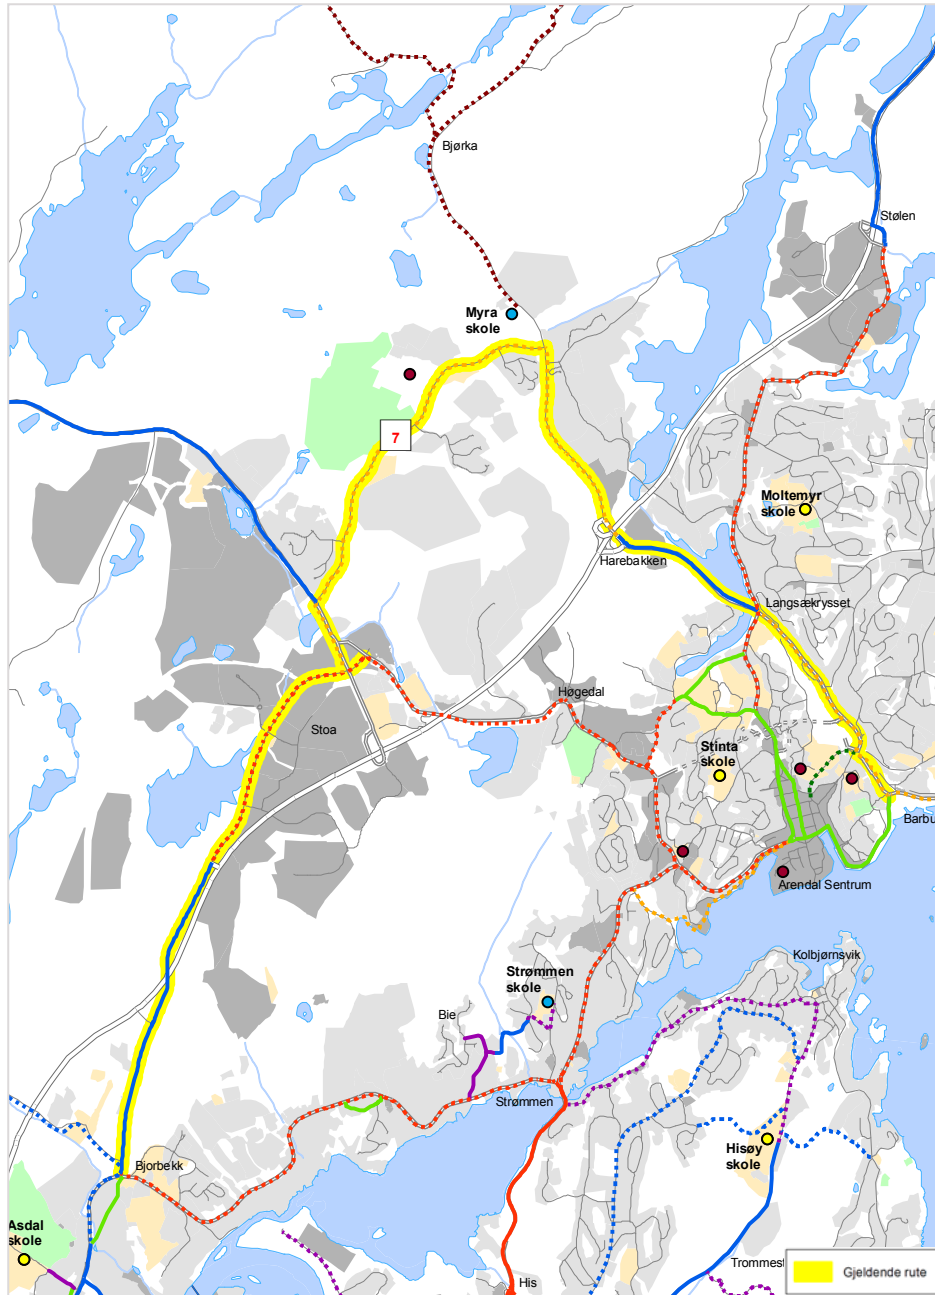 Bjørka
Stølen
Myra
skole
7
Moltemyr
skole
Harebakken
Langsækrysset
Høgedal
Stoa
Stinta
skole
Barbu
Arendal Sentrum
Kolbjørnsvik
Strømmen
skole
Bie
Strømmen
Hisøy
skole
Bjorbekk
Asdal
skole
Trommest
His
Gjeldende rute